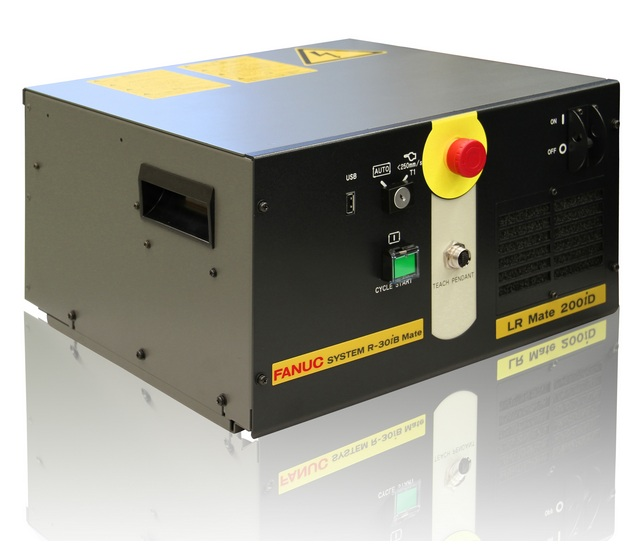 USB
AUTO
<250mm/s
T1
ON I
OFF O
I
CYCLE START
TEACH PENDANT
FANUC SYSTEM R-30iB Mate
LR Mate 200iD